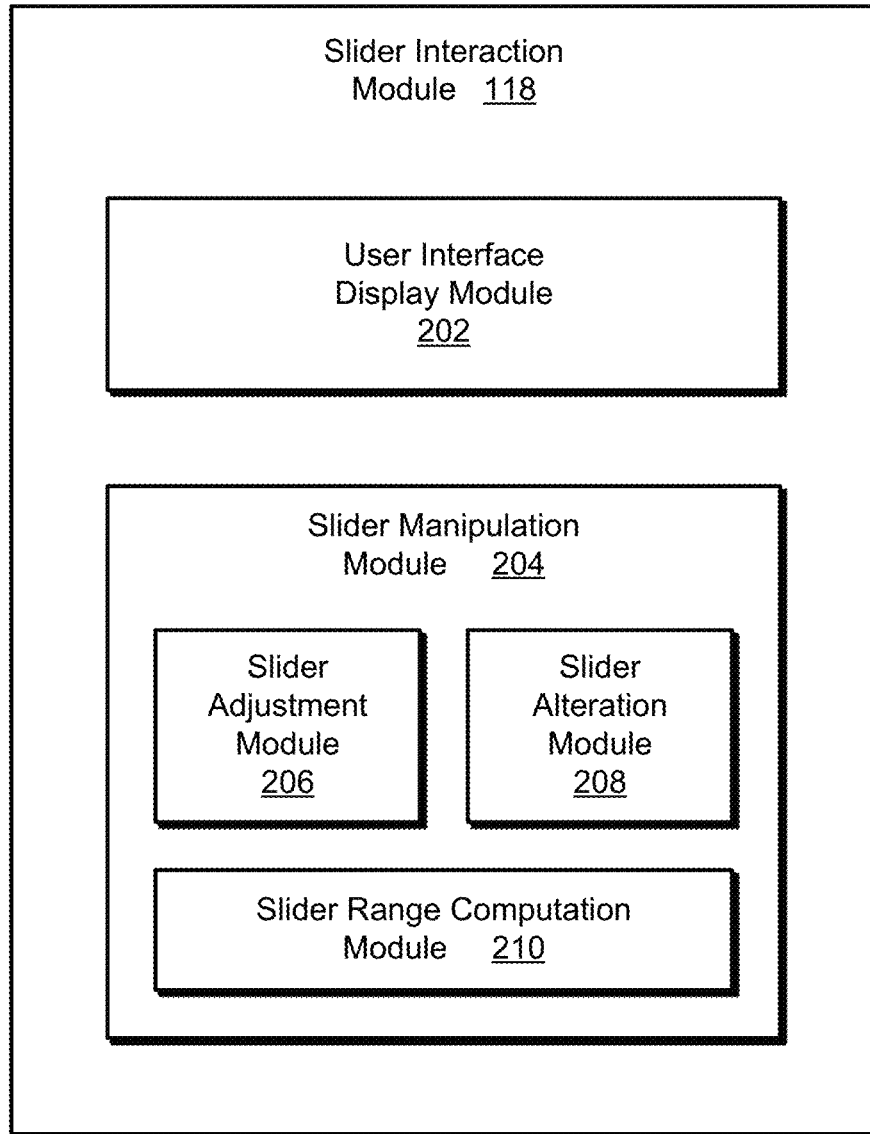 Slider Interaction
Module 118
User Interface
Display Module
202
Slider Manipulation
Module 204
Slider
Adjustment
Module
206
Slider
Alteration
Module
208
Slider Range Computation
Module 210